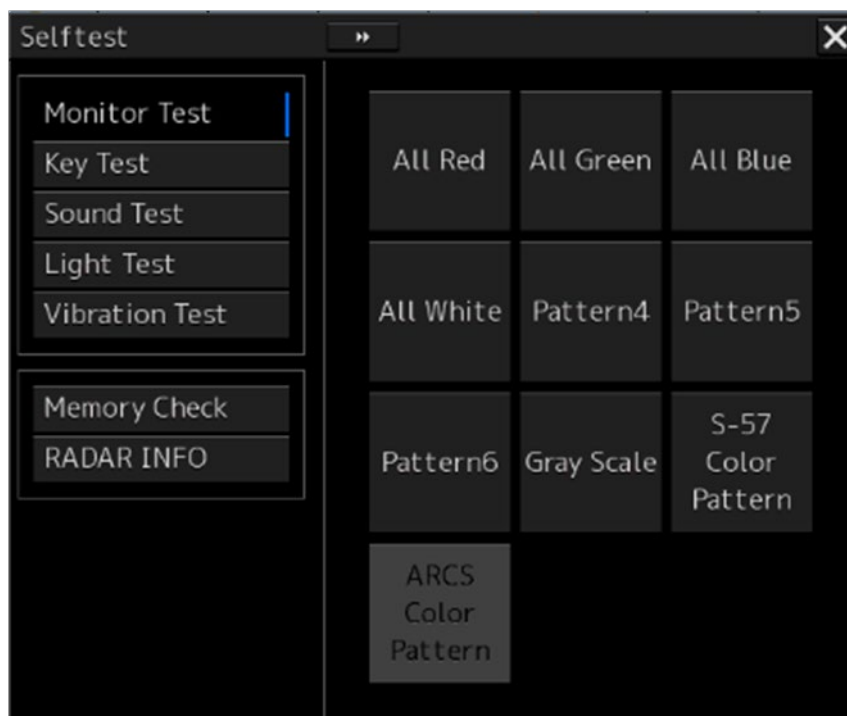 Selftest
Monitor Test
Key Test
Sound Test
Light Test
Vibration Test
Memory Check
RADAR INFO
All Red
All Green
All Blue
All White
Pattern4
Pattern5
Pattern6
Gray Scale
S-57
Color
Pattern
ARCS
Color
Pattern